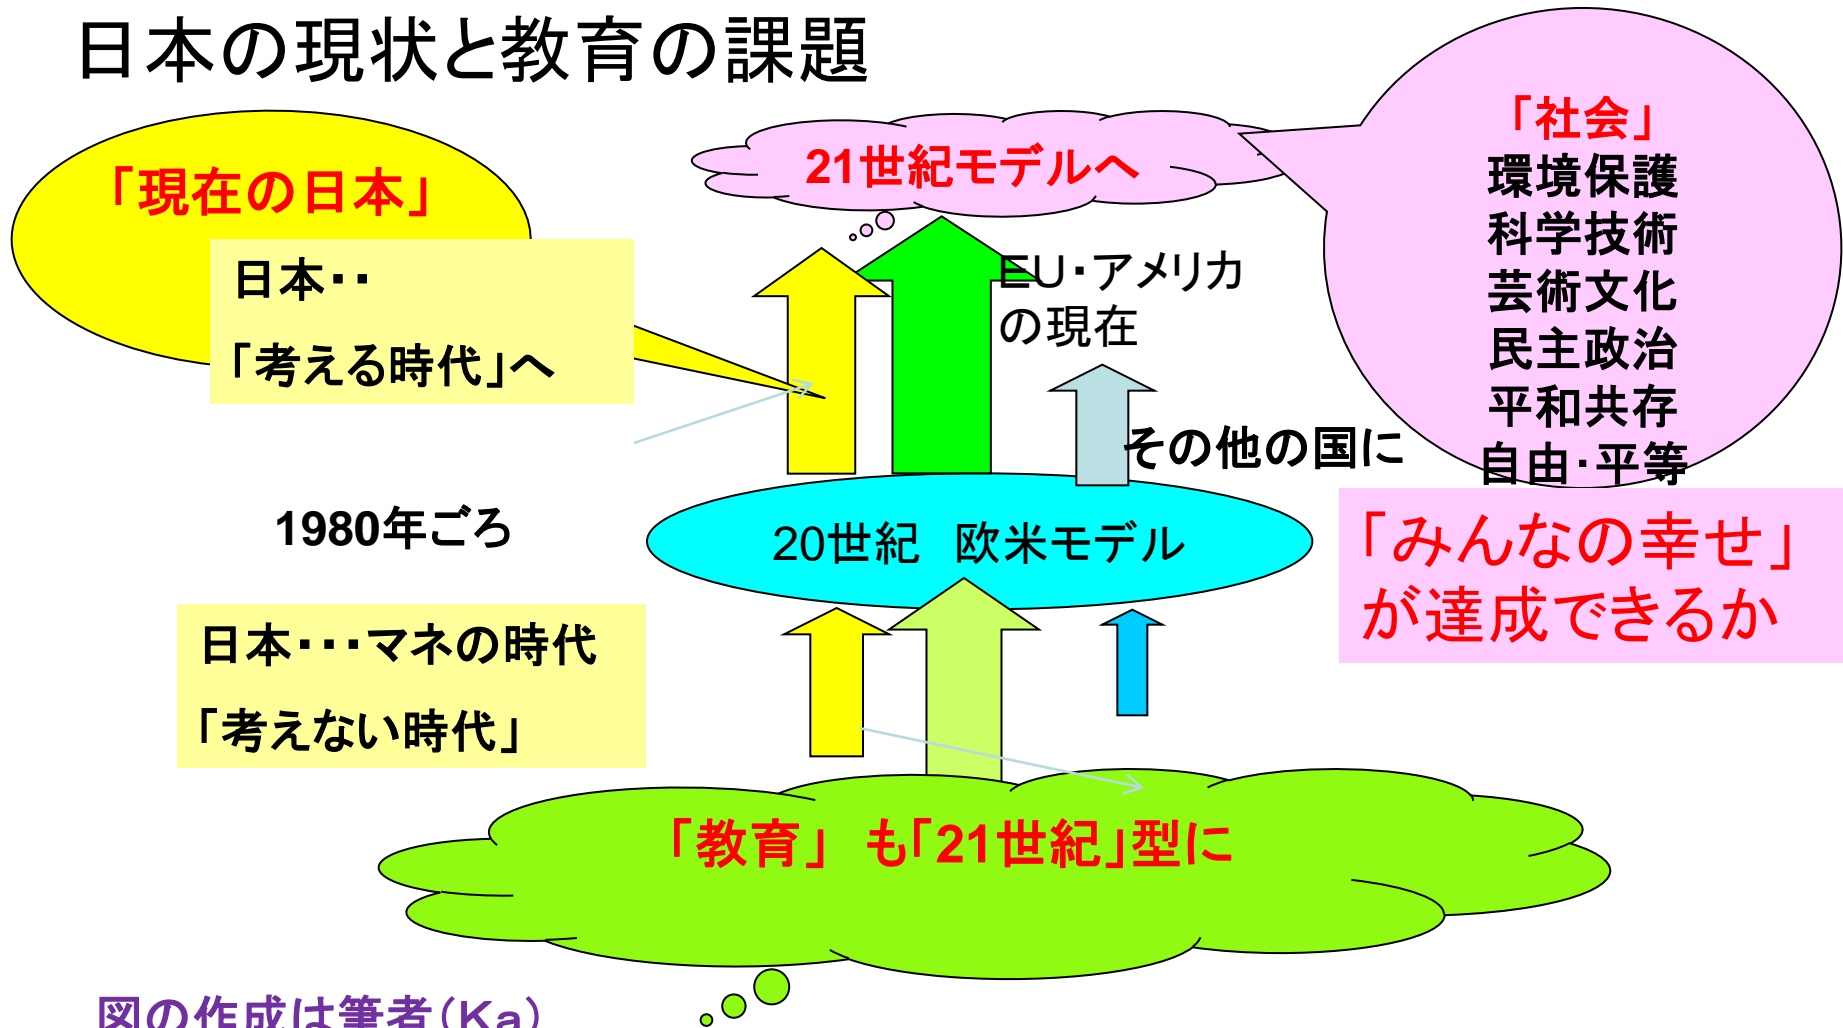 日本の現状と教育の課題
「現在の日本」
日本・・
「考える時代」へ
21世紀モデルへ
EU・アメリカ
の現在
その他の国に
「社会」
環境保護
科学技術
芸術文化
民主政治
平和共存
自由・平等
「みんなの幸せ」
が達成できるか
1980年ごろ
20世紀　欧米モデル
日本・・・マネの時代
「考えない時代」
「教育」 も「21世紀」型に
図の作成は筆者(Ka)